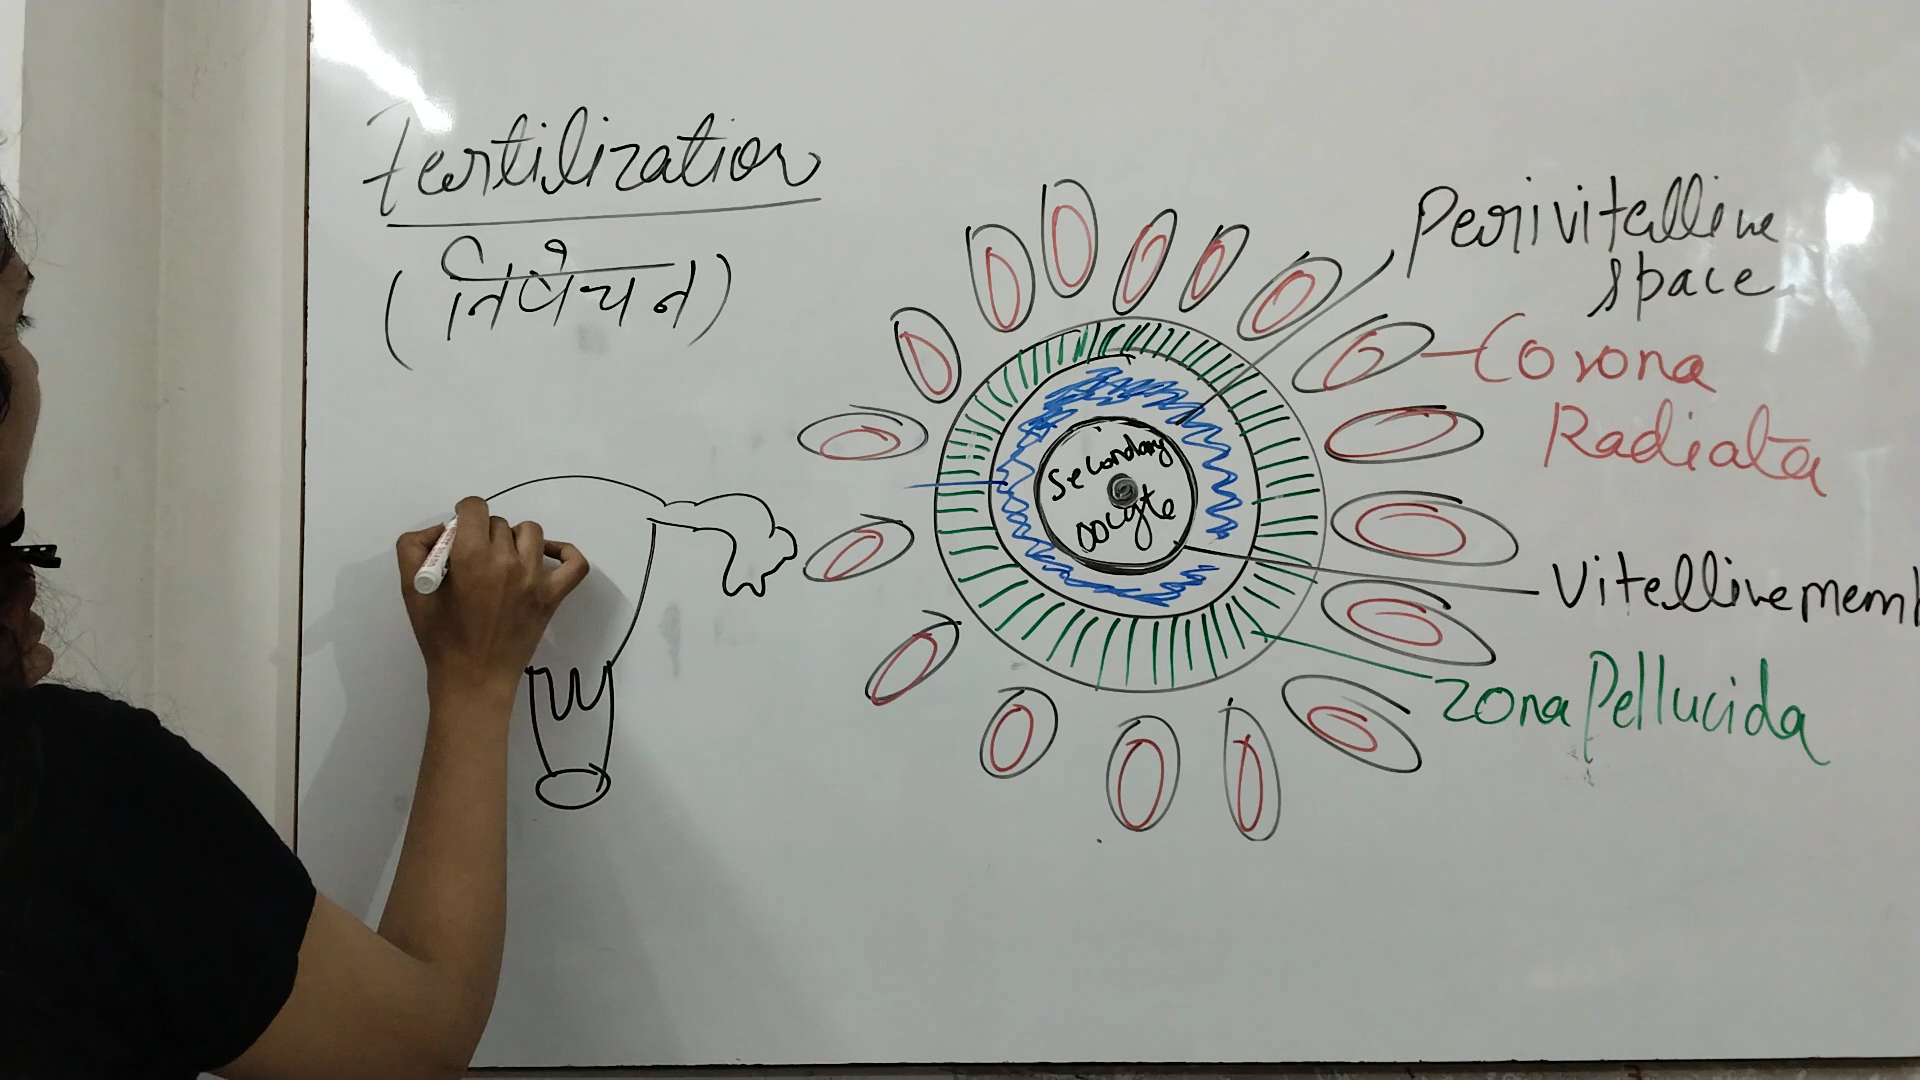 Fertilization
(निषेचन)
Perivitelline
space
Corona
Radiata
Secondary
oocyte
Vitelline memb
Zona Pellucida